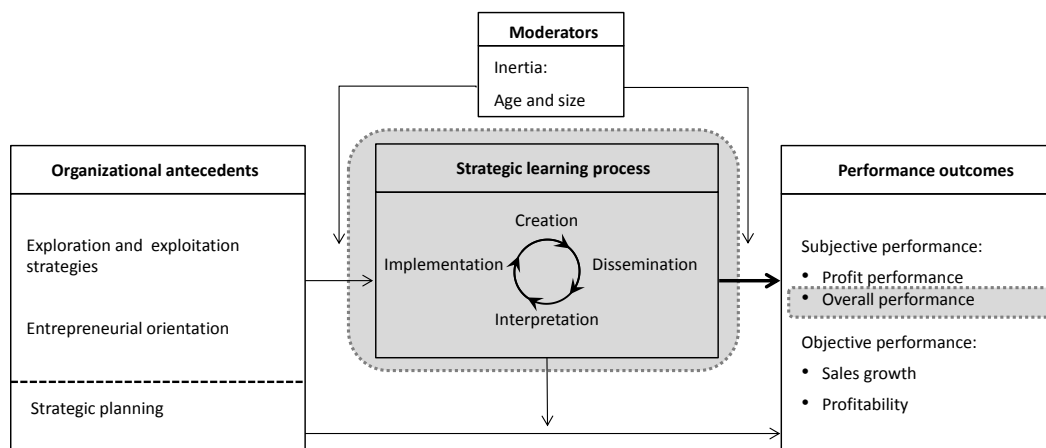 Moderators
Inertia:
Age and size
Organizational antecedents
Exploration and exploitation
strategies
Entrepreneurial orientation
Strategic planning
Strategic learning process
Creation
Implementation
Dissemination
Interpretation
Performance outcomes
Subjective performance:
• Profit performance
• Overall performance
Objective performance:
• Sales growth
• Profitability